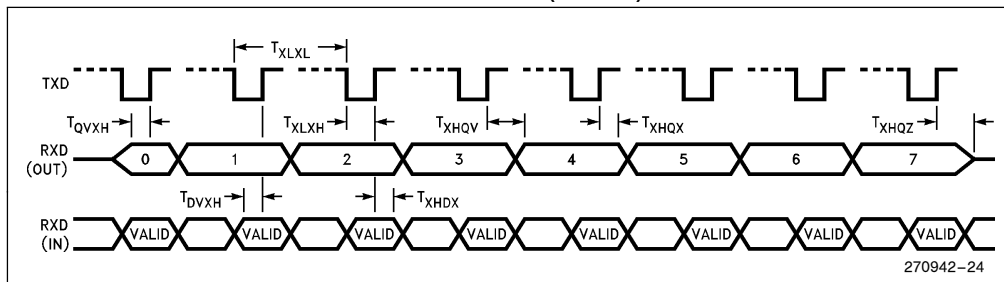 T_XLXL
TXD
T_QVXH T_XLXH T_XHQV T_XHQX T_XHQZ
RXD (OUT) 0 1 2 3 4 5 6 7
T_DVXH T_XHDX
RXD (IN) VALID VALID VALID VALID VALID VALID VALID VALID
270942-24